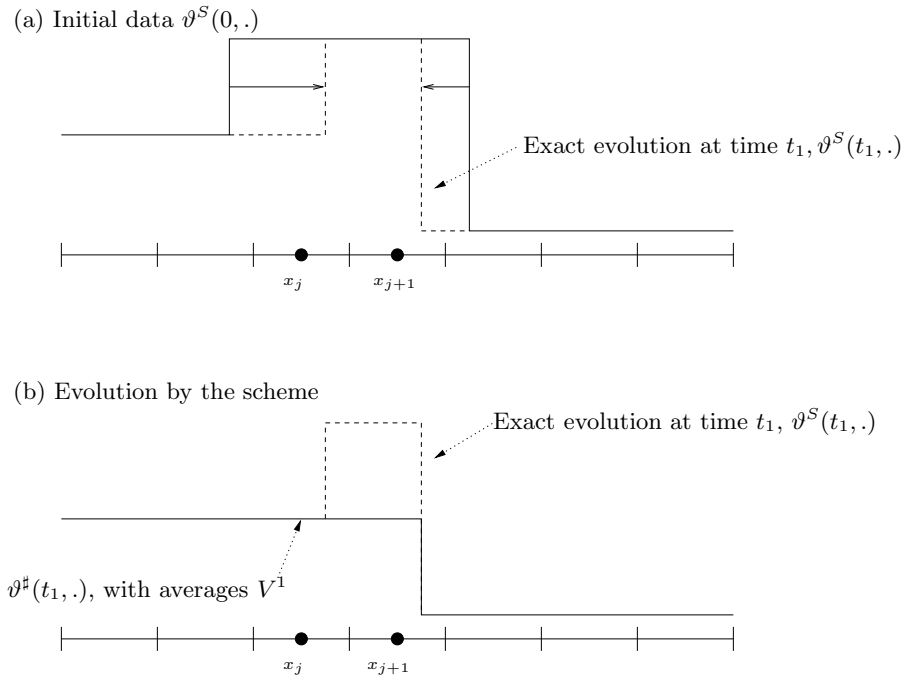 (a) Initial data ϑ^S(0,.)
Exact evolution at time t_1, ϑ^S(t_1,.)
x_j
x_{j+1}
(b) Evolution by the scheme
Exact evolution at time t_1, ϑ^S(t_1,.)
ϑ^♯(t_1,.), with averages V^1
x_j
x_{j+1}